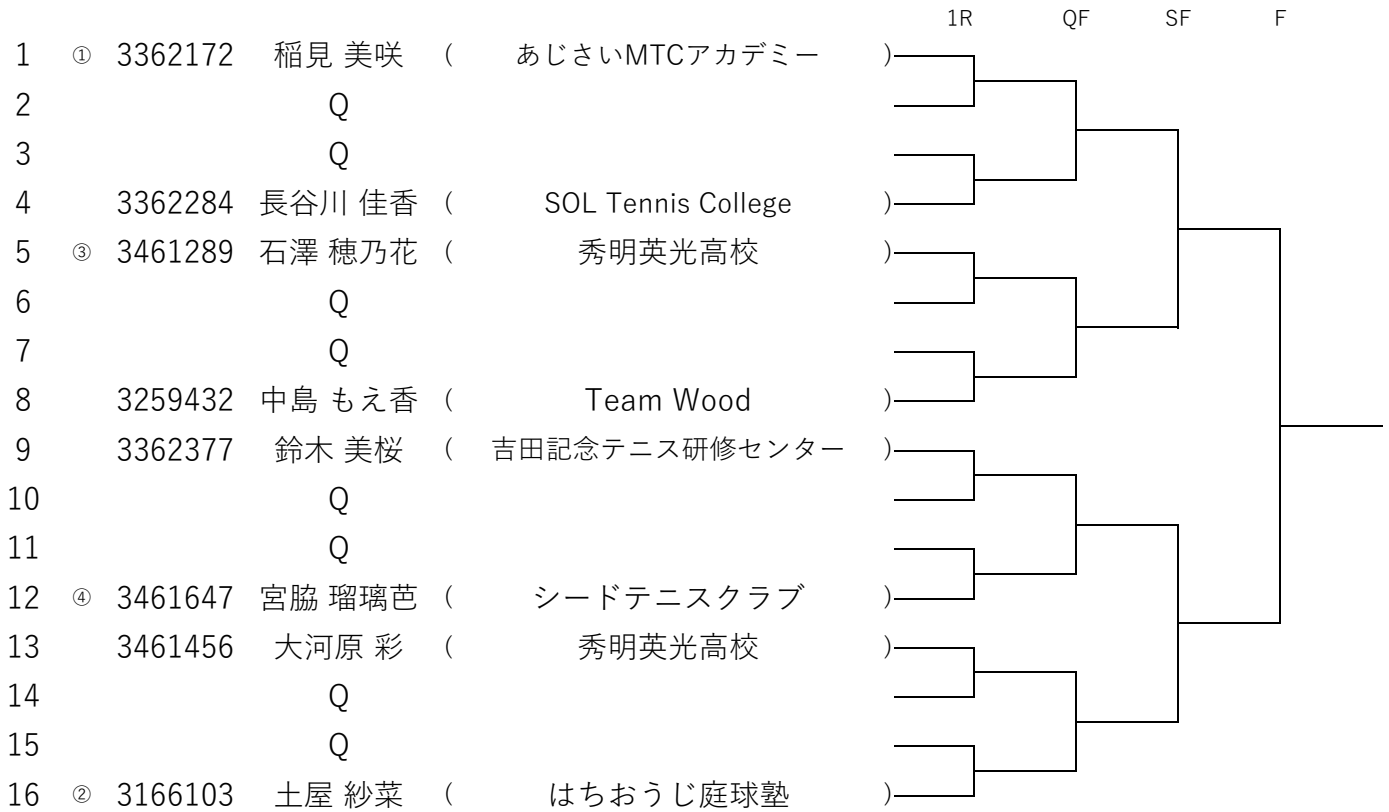 1R QF SF F
1 ① 3362172 稲見 美咲 ( あじさいMTCアカデミー )
2 Q
3 Q
4 3362284 長谷川 佳香 ( SOL Tennis College )
5 ③ 3461289 石澤 穂乃花 ( 秀明英光高校 )
6 Q
7 Q
8 3259432 中島 もえ香 ( Team Wood )
9 3362377 鈴木 美桜 ( 吉田記念テニス研修センター )
10 Q
11 Q
12 ④ 3461647 宮脇 瑠璃芭 ( シードテニスクラブ )
13 3461456 大河原 彩 ( 秀明英光高校 )
14 Q
15 Q
16 ② 3166103 土屋 紗菜 ( はちおうじ庭球塾 )